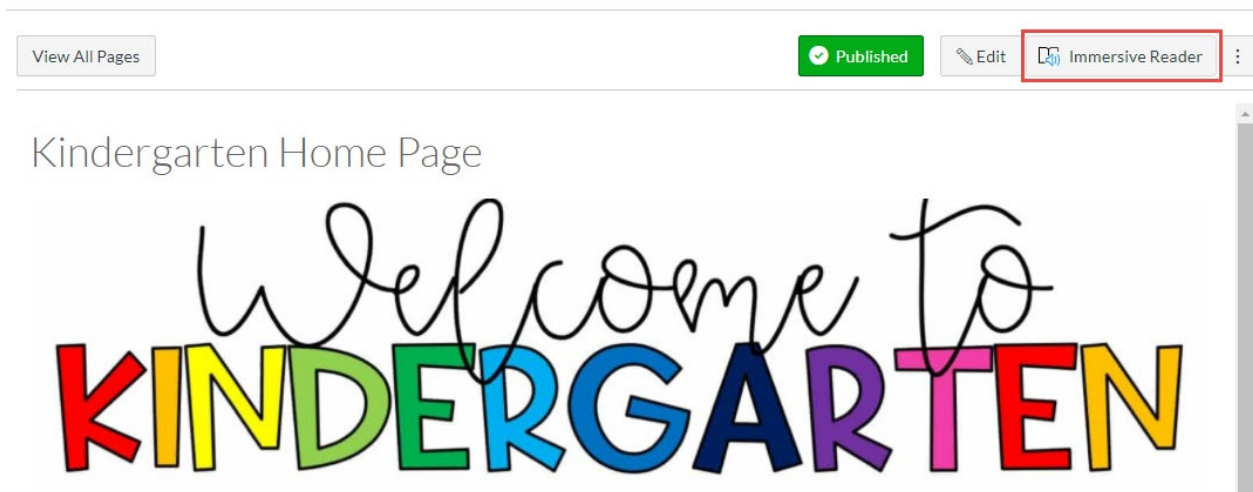 View All Pages Published Edit Immersive Reader
Kindergarten Home Page
Welcome to
KINDERGARTEN